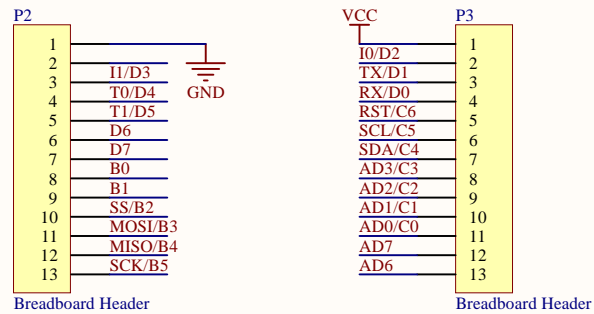 P2
1
2
3
4
5
6
7
8
9
10
11
12
13
I1/D3
T0/D4
T1/D5
D6
D7
B0
B1
SS/B2
MOSI/B3
MISO/B4
SCK/B5
GND
Breadboard Header
VCC
P3
I0/D2
TX/D1
RX/D0
RST/C6
SCL/C5
SDA/C4
AD3/C3
AD2/C2
AD1/C1
AD0/C0
AD7
AD6
1
2
3
4
5
6
7
8
9
10
11
12
13
Breadboard Header